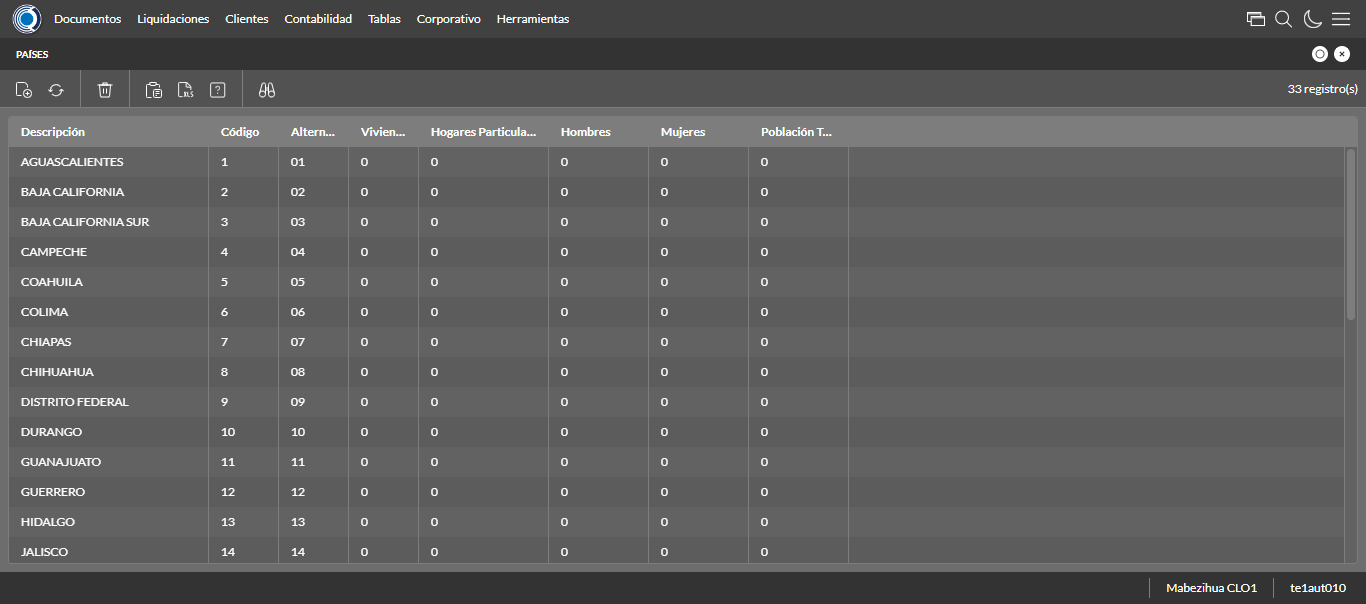 Documentos Liquidaciones Clientes Contabilidad Tablas Corporativo Herramientas
PAÍSES
XLS ? 33 registro(s)
Descripción Código Altern... Vivien... Hogares Particula... Hombres Mujeres Población T...
AGUASCALIENTES 1 01 0 0 0 0 0
BAJA CALIFORNIA 2 02 0 0 0 0 0
BAJA CALIFORNIA SUR 3 03 0 0 0 0 0
CAMPECHE 4 04 0 0 0 0 0
COAHUILA 5 05 0 0 0 0 0
COLIMA 6 06 0 0 0 0 0
CHIAPAS 7 07 0 0 0 0 0
CHIHUAHUA 8 08 0 0 0 0 0
DISTRITO FEDERAL 9 09 0 0 0 0 0
DURANGO 10 10 0 0 0 0 0
GUANAJUATO 11 11 0 0 0 0 0
GUERRERO 12 12 0 0 0 0 0
HIDALGO 13 13 0 0 0 0 0
JALISCO 14 14 0 0 0 0 0
Mabezihua CLO1 te1aut010